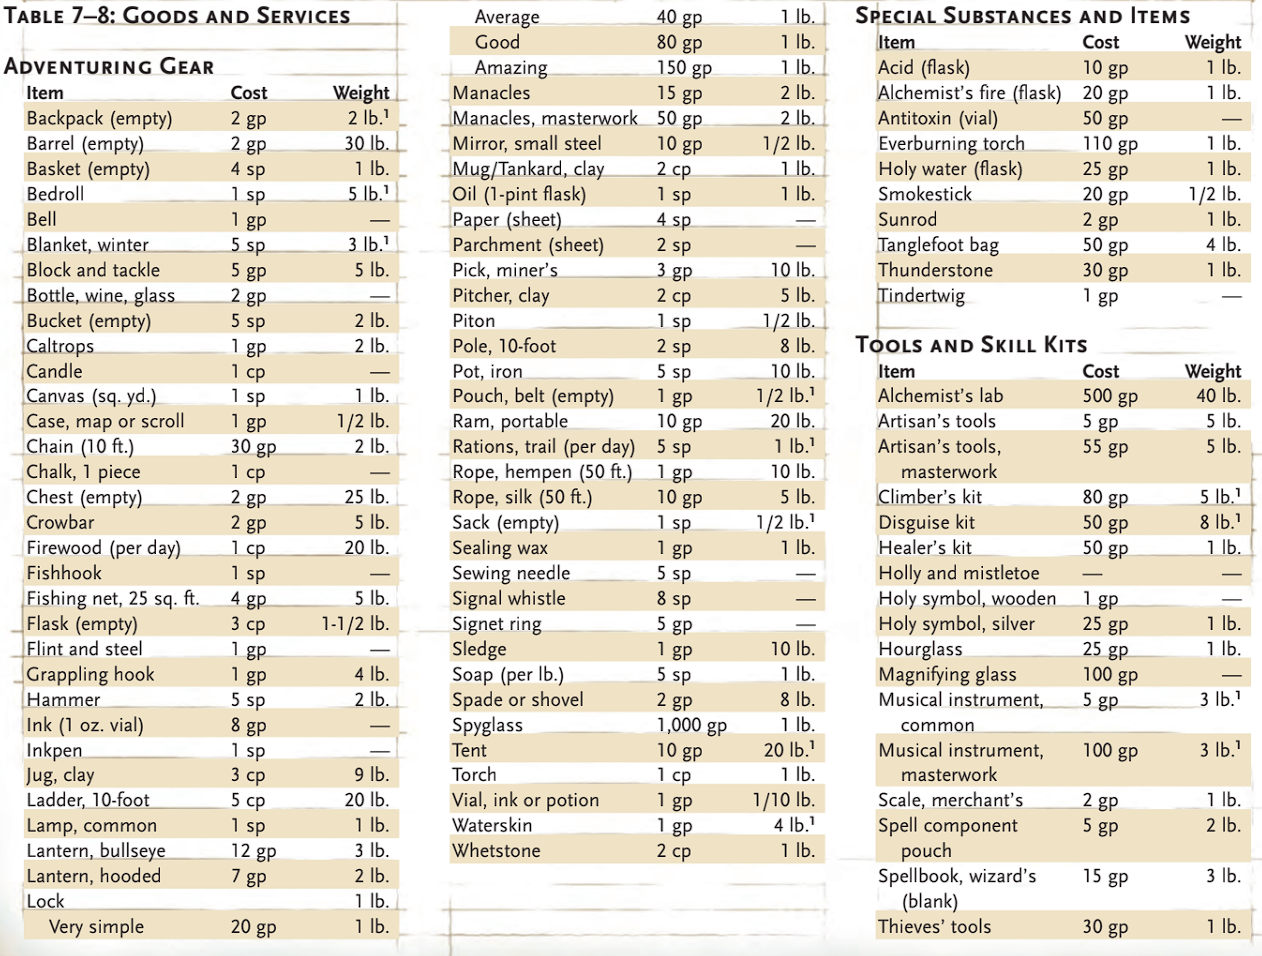 TABLE 7–8: GOODS AND SERVICES
ADVENTURING GEAR
Item Cost Weight
Backpack (empty) 2 gp 2 lb.¹
Barrel (empty) 2 gp 30 lb.
Basket (empty) 4 sp 1 lb.
Bedroll 1 sp 5 lb.¹
Bell 1 gp —
Blanket, winter 5 sp 3 lb.¹
Block and tackle 5 gp 5 lb.
Bottle, wine, glass 2 gp —
Bucket (empty) 5 sp 2 lb.
Caltrops 1 gp 2 lb.
Candle 1 cp —
Canvas (sq. yd.) 1 sp 1 lb.
Case, map or scroll 1 gp 1/2 lb.
Chain (10 ft.) 30 gp 2 lb.
Chalk, 1 piece 1 cp —
Chest (empty) 2 gp 25 lb.
Crowbar 2 gp 5 lb.
Firewood (per day) 1 cp 20 lb.
Fishhook 1 sp —
Fishing net, 25 sq. ft. 4 gp 5 lb.
Flask (empty) 3 cp 1-1/2 lb.
Flint and steel 1 gp —
Grappling hook 1 gp 4 lb.
Hammer 5 sp 2 lb.
Ink (1 oz. vial) 8 gp —
Inkpen 1 sp —
Jug, clay 3 cp 9 lb.
Ladder, 10-foot 5 cp 20 lb.
Lamp, common 1 sp 1 lb.
Lantern, bullseye 12 gp 3 lb.
Lantern, hooded 7 gp 2 lb.
Lock 1 lb.
Very simple 20 gp 1 lb.
Average 40 gp 1 lb.
Good 80 gp 1 lb.
Amazing 150 gp 1 lb.
Manacles 15 gp 2 lb.
Manacles, masterwork 50 gp 2 lb.
Mirror, small steel 10 gp 1/2 lb.
Mug/Tankard, clay 2 cp 1 lb.
Oil (1-pint flask) 1 sp 1 lb.
Paper (sheet) 4 sp —
Parchment (sheet) 2 sp —
Pick, miner's 3 gp 10 lb.
Pitcher, clay 2 cp 5 lb.
Piton 1 sp 1/2 lb.
Pole, 10-foot 2 sp 8 lb.
Pot, iron 5 sp 10 lb.
Pouch, belt (empty) 1 gp 1/2 lb.¹
Ram, portable 10 gp 20 lb.
Rations, trail (per day) 5 sp 1 lb.¹
Rope, hempen (50 ft.) 1 gp 10 lb.
Rope, silk (50 ft.) 10 gp 5 lb.
Sack (empty) 1 sp 1/2 lb.¹
Sealing wax 1 gp 1 lb.
Sewing needle 5 sp —
Signal whistle 8 sp —
Signet ring 5 gp —
Sledge 1 gp 10 lb.
Soap (per lb.) 5 sp 1 lb.
Spade or shovel 2 gp 8 lb.
Spyglass 1,000 gp 1 lb.
Tent 10 gp 20 lb.¹
Torch 1 cp 1 lb.
Vial, ink or potion 1 gp 1/10 lb.
Waterskin 1 gp 4 lb.¹
Whetstone 2 cp 1 lb.
SPECIAL SUBSTANCES AND ITEMS
Item Cost Weight
Acid (flask) 10 gp 1 lb.
Alchemist's fire (flask) 20 gp 1 lb.
Antitoxin (vial) 50 gp —
Everburning torch 110 gp 1 lb.
Holy water (flask) 25 gp 1 lb.
Smokestick 20 gp 1/2 lb.
Sunrod 2 gp 1 lb.
Tanglefoot bag 50 gp 4 lb.
Thunderstone 30 gp 1 lb.
Tindertwig 1 gp —
TOOLS AND SKILL KITS
Item Cost Weight
Alchemist's lab 500 gp 40 lb.
Artisan's tools 5 gp 5 lb.
Artisan's tools, 55 gp 5 lb.
masterwork
Climber's kit 80 gp 5 lb.¹
Disguise kit 50 gp 8 lb.¹
Healer's kit 50 gp 1 lb.
Holly and mistletoe — —
Holy symbol, wooden 1 gp —
Holy symbol, silver 25 gp 1 lb.
Hourglass 25 gp 1 lb.
Magnifying glass 100 gp —
Musical instrument, 5 gp 3 lb.¹
common
Musical instrument, 100 gp 3 lb.¹
masterwork
Scale, merchant's 2 gp 1 lb.
Spell component 5 gp 2 lb.
pouch
Spellbook, wizard's 15 gp 3 lb.
(blank)
Thieves' tools 30 gp 1 lb.